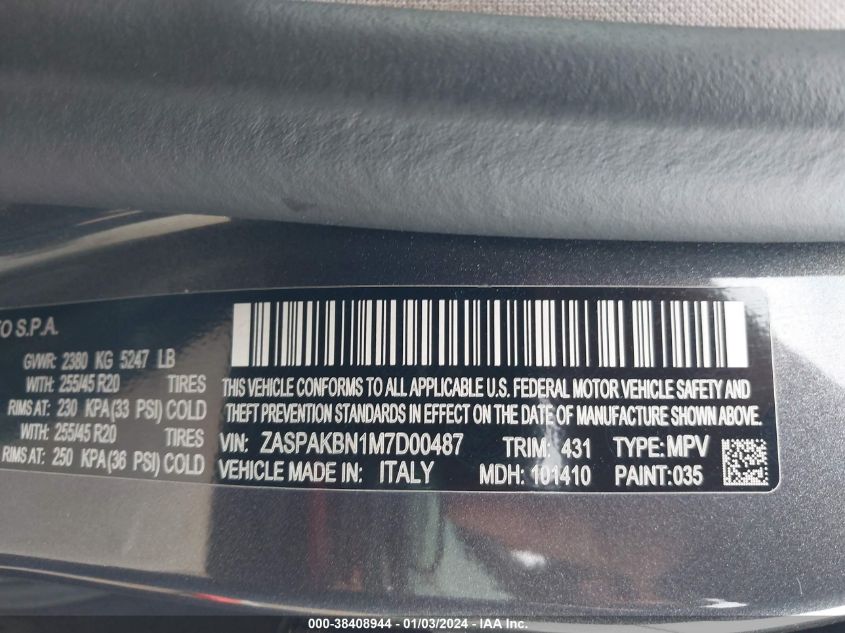 TO S.P.A.
GVWR: 2380 KG 5247 LB
WITH: 255/45 R20 TIRES
RIMS AT: 230 KPA(33 PSI) COLD
WITH: 255/45 R20 TIRES
RIMS AT: 250 KPA(36 PSI) COLD
THIS VEHICLE CONFORMS TO ALL APPLICABLE U.S. FEDERAL MOTOR VEHICLE SAFETY AND
THEFT PREVENTION STANDARDS IN EFFECT ON THE DATE OF MANUFACTURE SHOWN ABOVE.
VIN: ZASPAKBN1M7D00487 TRIM: 431 TYPE: MPV
VEHICLE MADE IN: ITALY MDH: 101410 PAINT: 035
000-38408944 - 01/03/2024 - IAA Inc.